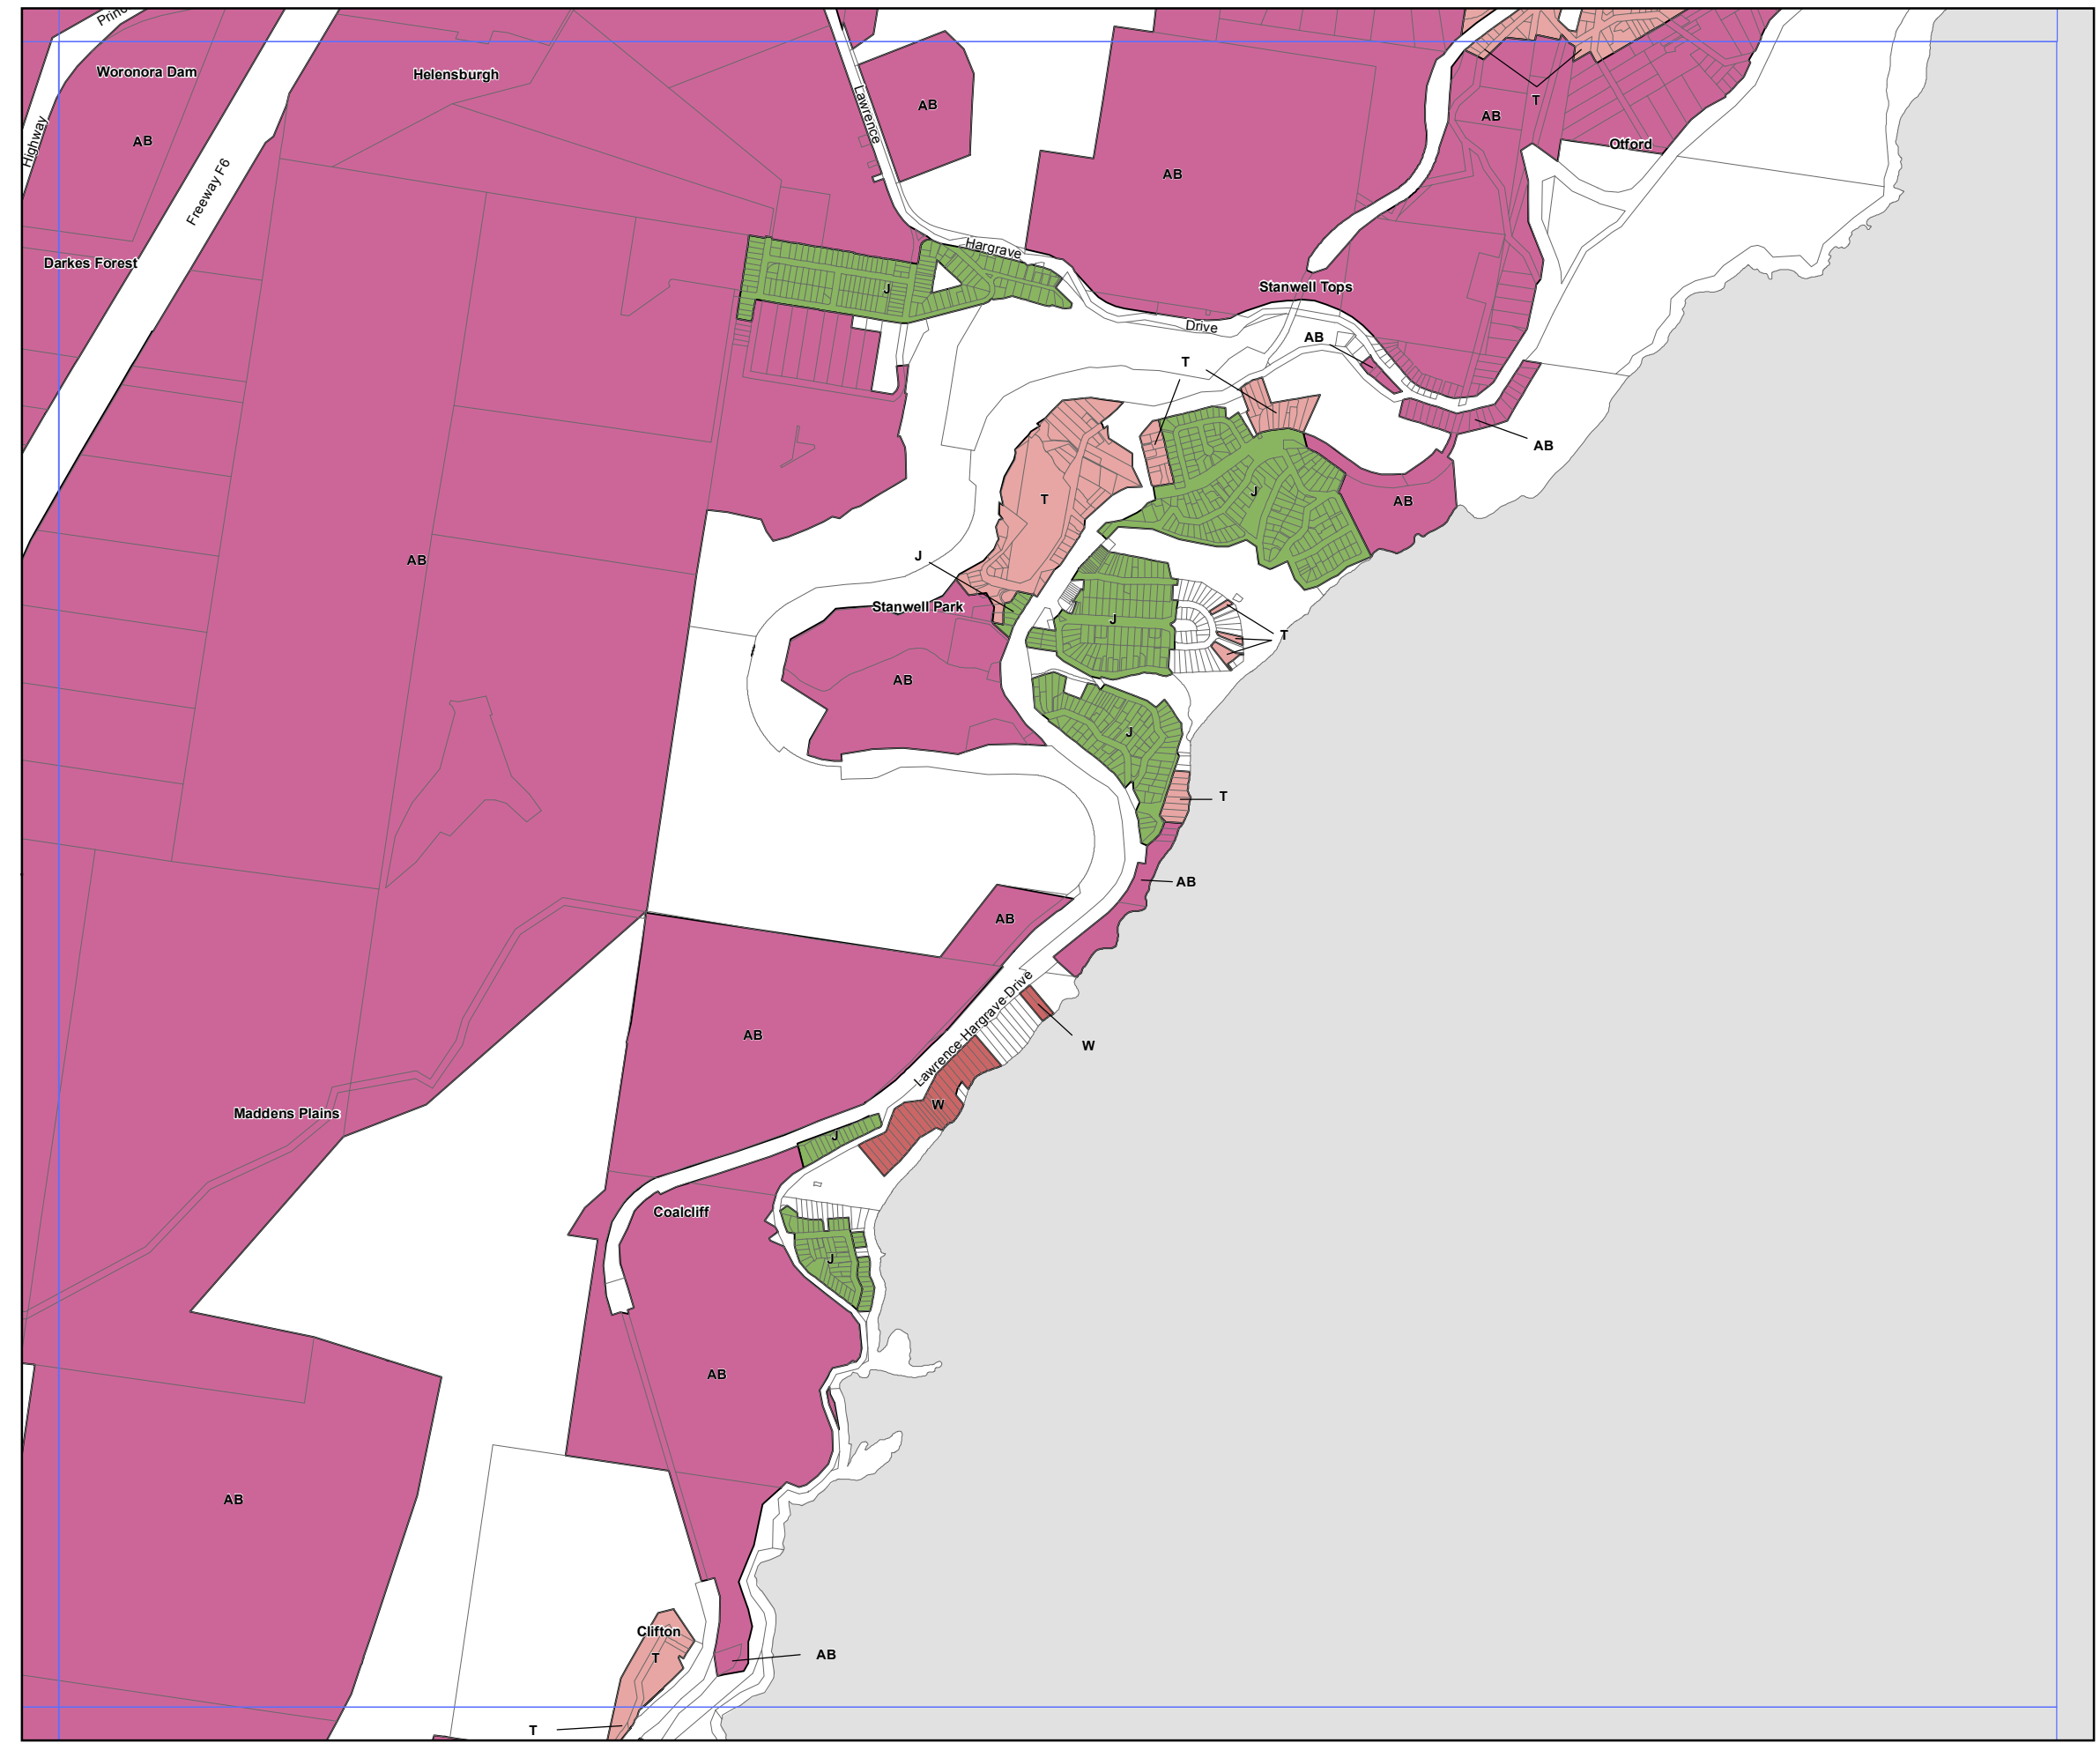 Princ
Woronora Dam
Helensburgh
AB
T
AB
AB
Highway
Lawrence
Otford
AB
Freeway F6
Hargrave
Darkes Forest
J
Stanwell Tops
Drive
AB
T
AB
J
T
AB
J
AB
Stanwell Park
J
T
AB
J
T
AB
AB
AB
Lawrence Hargrave Drive
W
W
Maddens Plains
J
Coalcliff
J
AB
AB
Clifton
T
AB
T